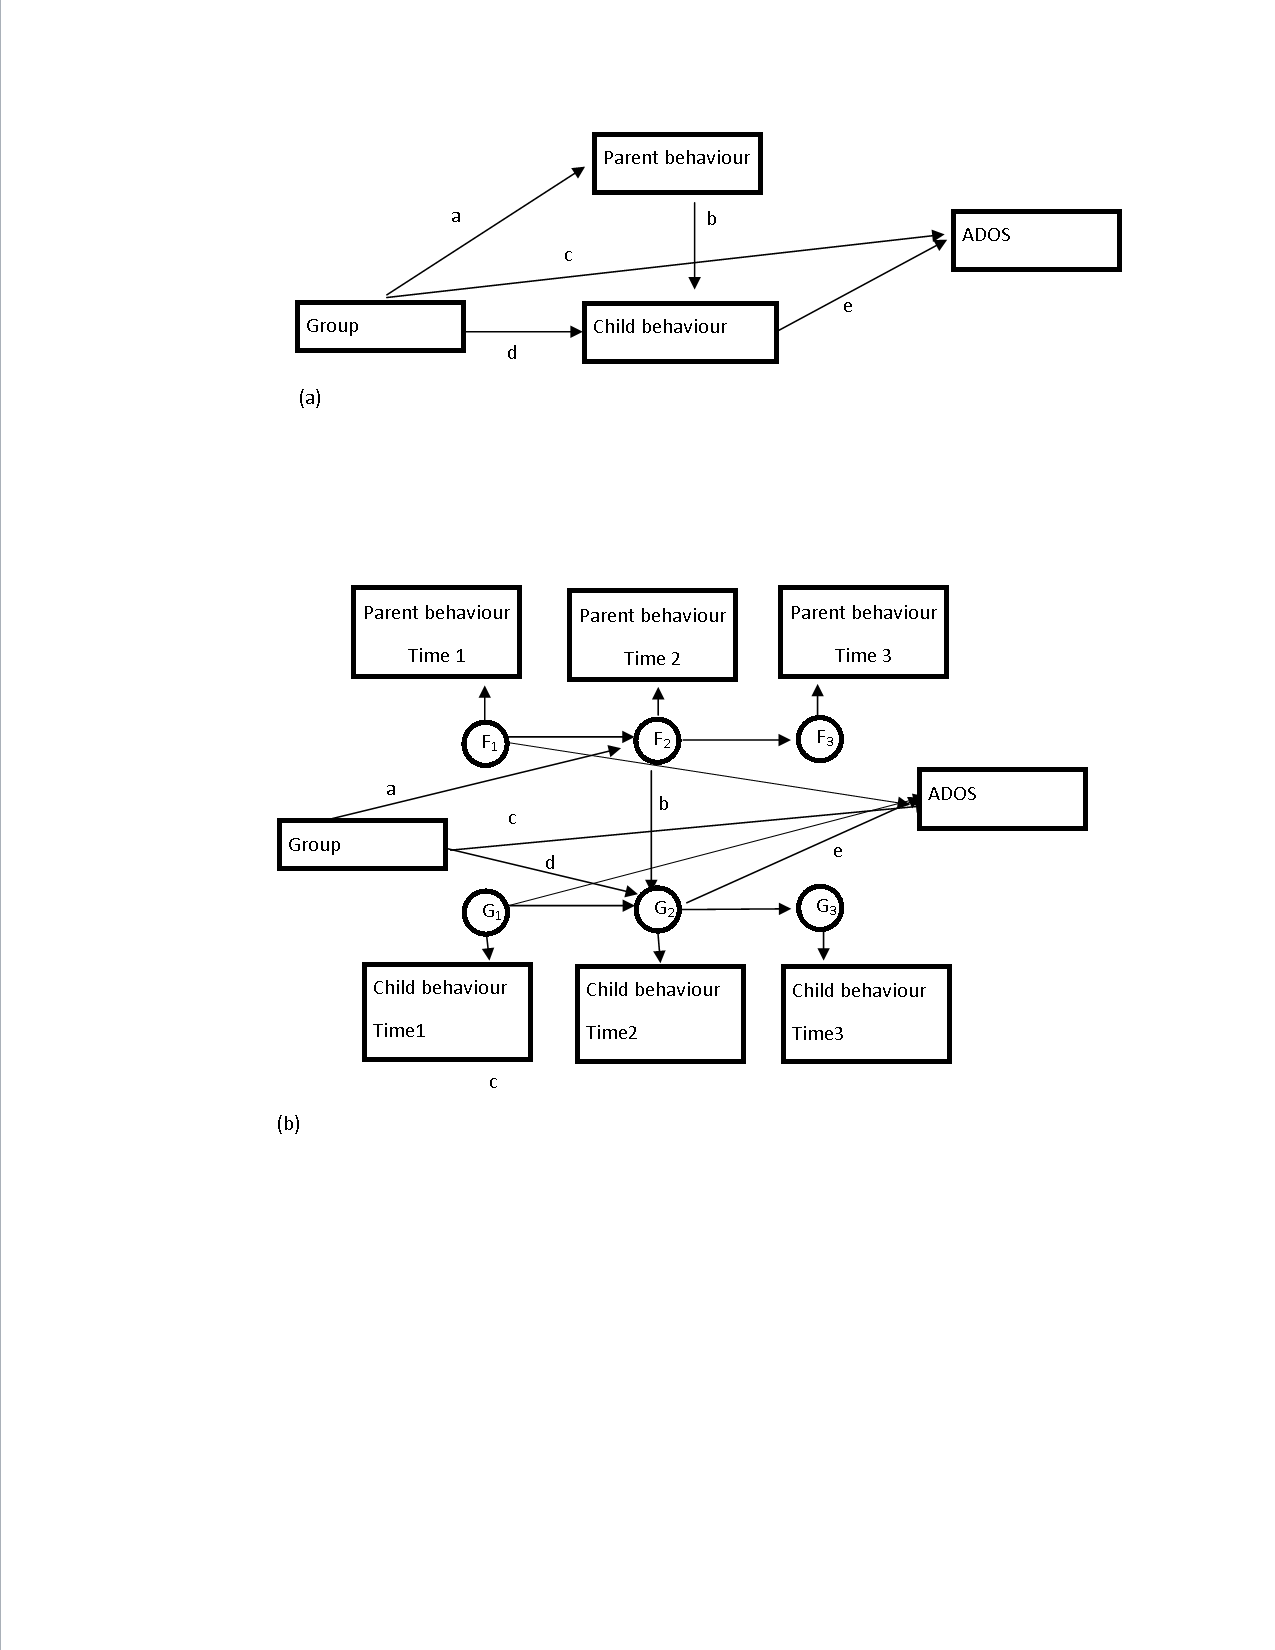 Parent behaviour
a
b
ADOS
c
e
Group
Child behaviour
d
(a)
Parent behaviour
Time 1
Parent behaviour
Time 2
Parent behaviour
Time 3
F1
F2
F3
a
b
ADOS
c
Group
e
d
G1
G2
G3
Child behaviour
Time1
Child behaviour
Time2
Child behaviour
Time3
c
(b)